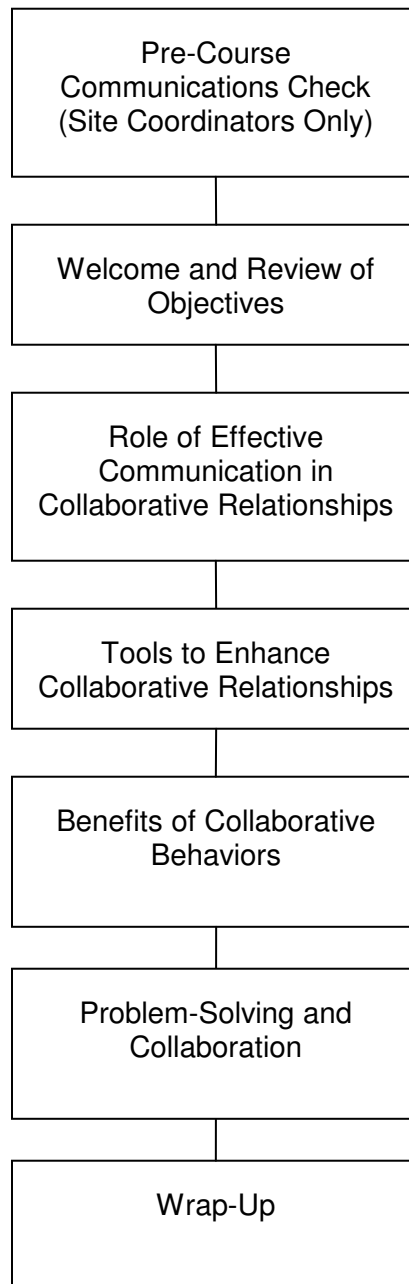 Pre-Course
Communications Check
(Site Coordinators Only)
Welcome and Review of
Objectives
Role of Effective
Communication in
Collaborative Relationships
Tools to Enhance
Collaborative Relationships
Benefits of Collaborative
Behaviors
Problem-Solving and
Collaboration
Wrap-Up